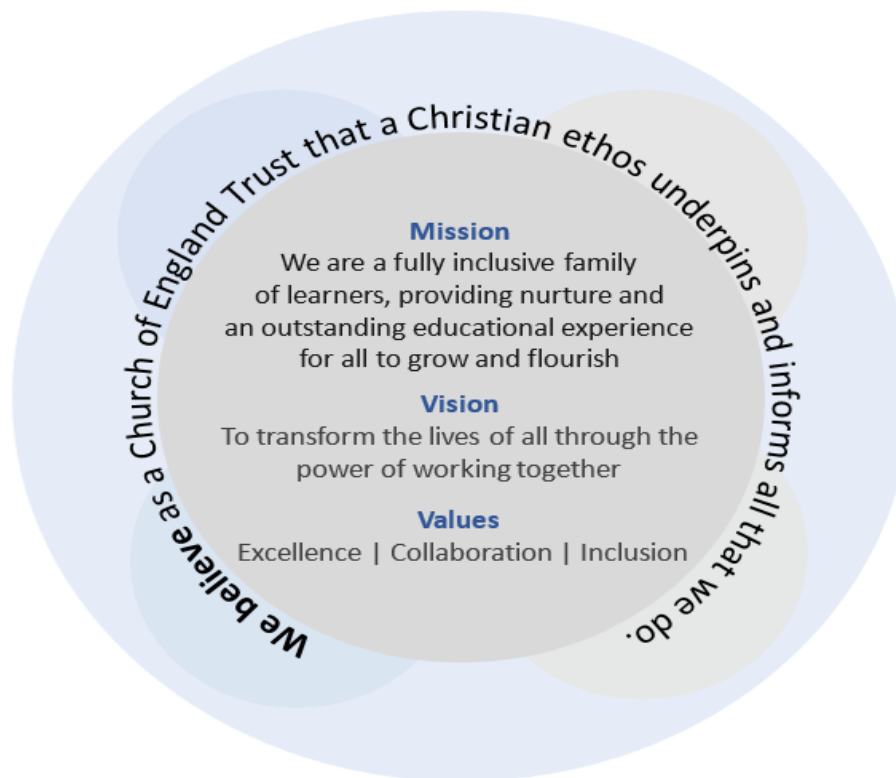 We believe as a Church of England Trust that a Christian ethos underpins and informs all that we do.
Mission
We are a fully inclusive family
of learners, providing nurture and
an outstanding educational experience
for all to grow and flourish
Vision
To transform the lives of all through the
power of working together
Values
Excellence | Collaboration | Inclusion